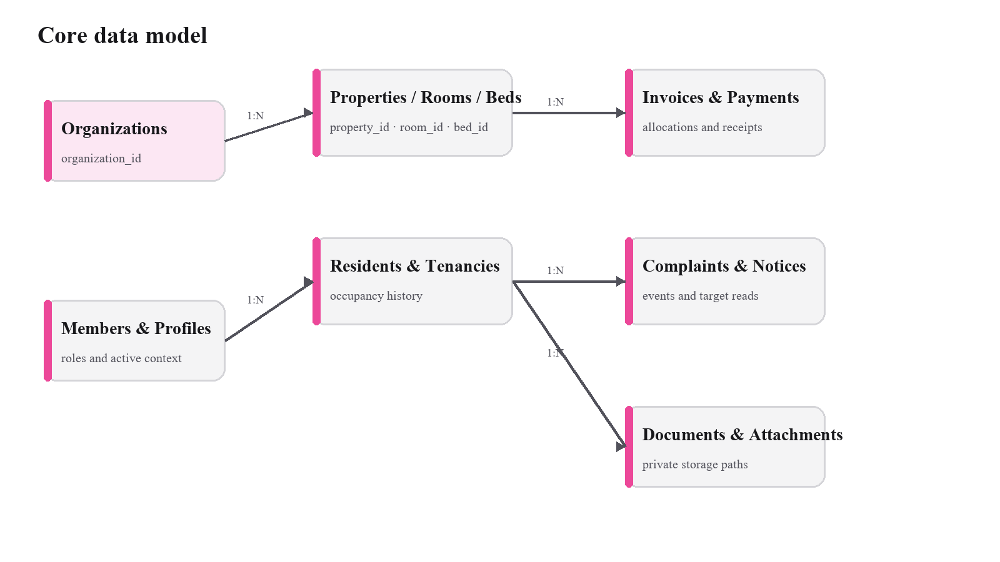 Core data model
Organizations
organization_id
1:N
Properties / Rooms / Beds
property_id · room_id · bed_id
1:N
Invoices & Payments
allocations and receipts
Members & Profiles
roles and active context
1:N
Residents & Tenancies
occupancy history
1:N
Complaints & Notices
events and target reads
1:N
Documents & Attachments
private storage paths